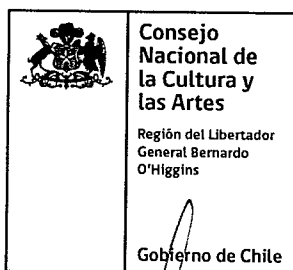 Consejo
Nacional de
la Cultura y
las Artes
Región del Libertador
General Bernardo
O'Higgins
Gobierno de Chile